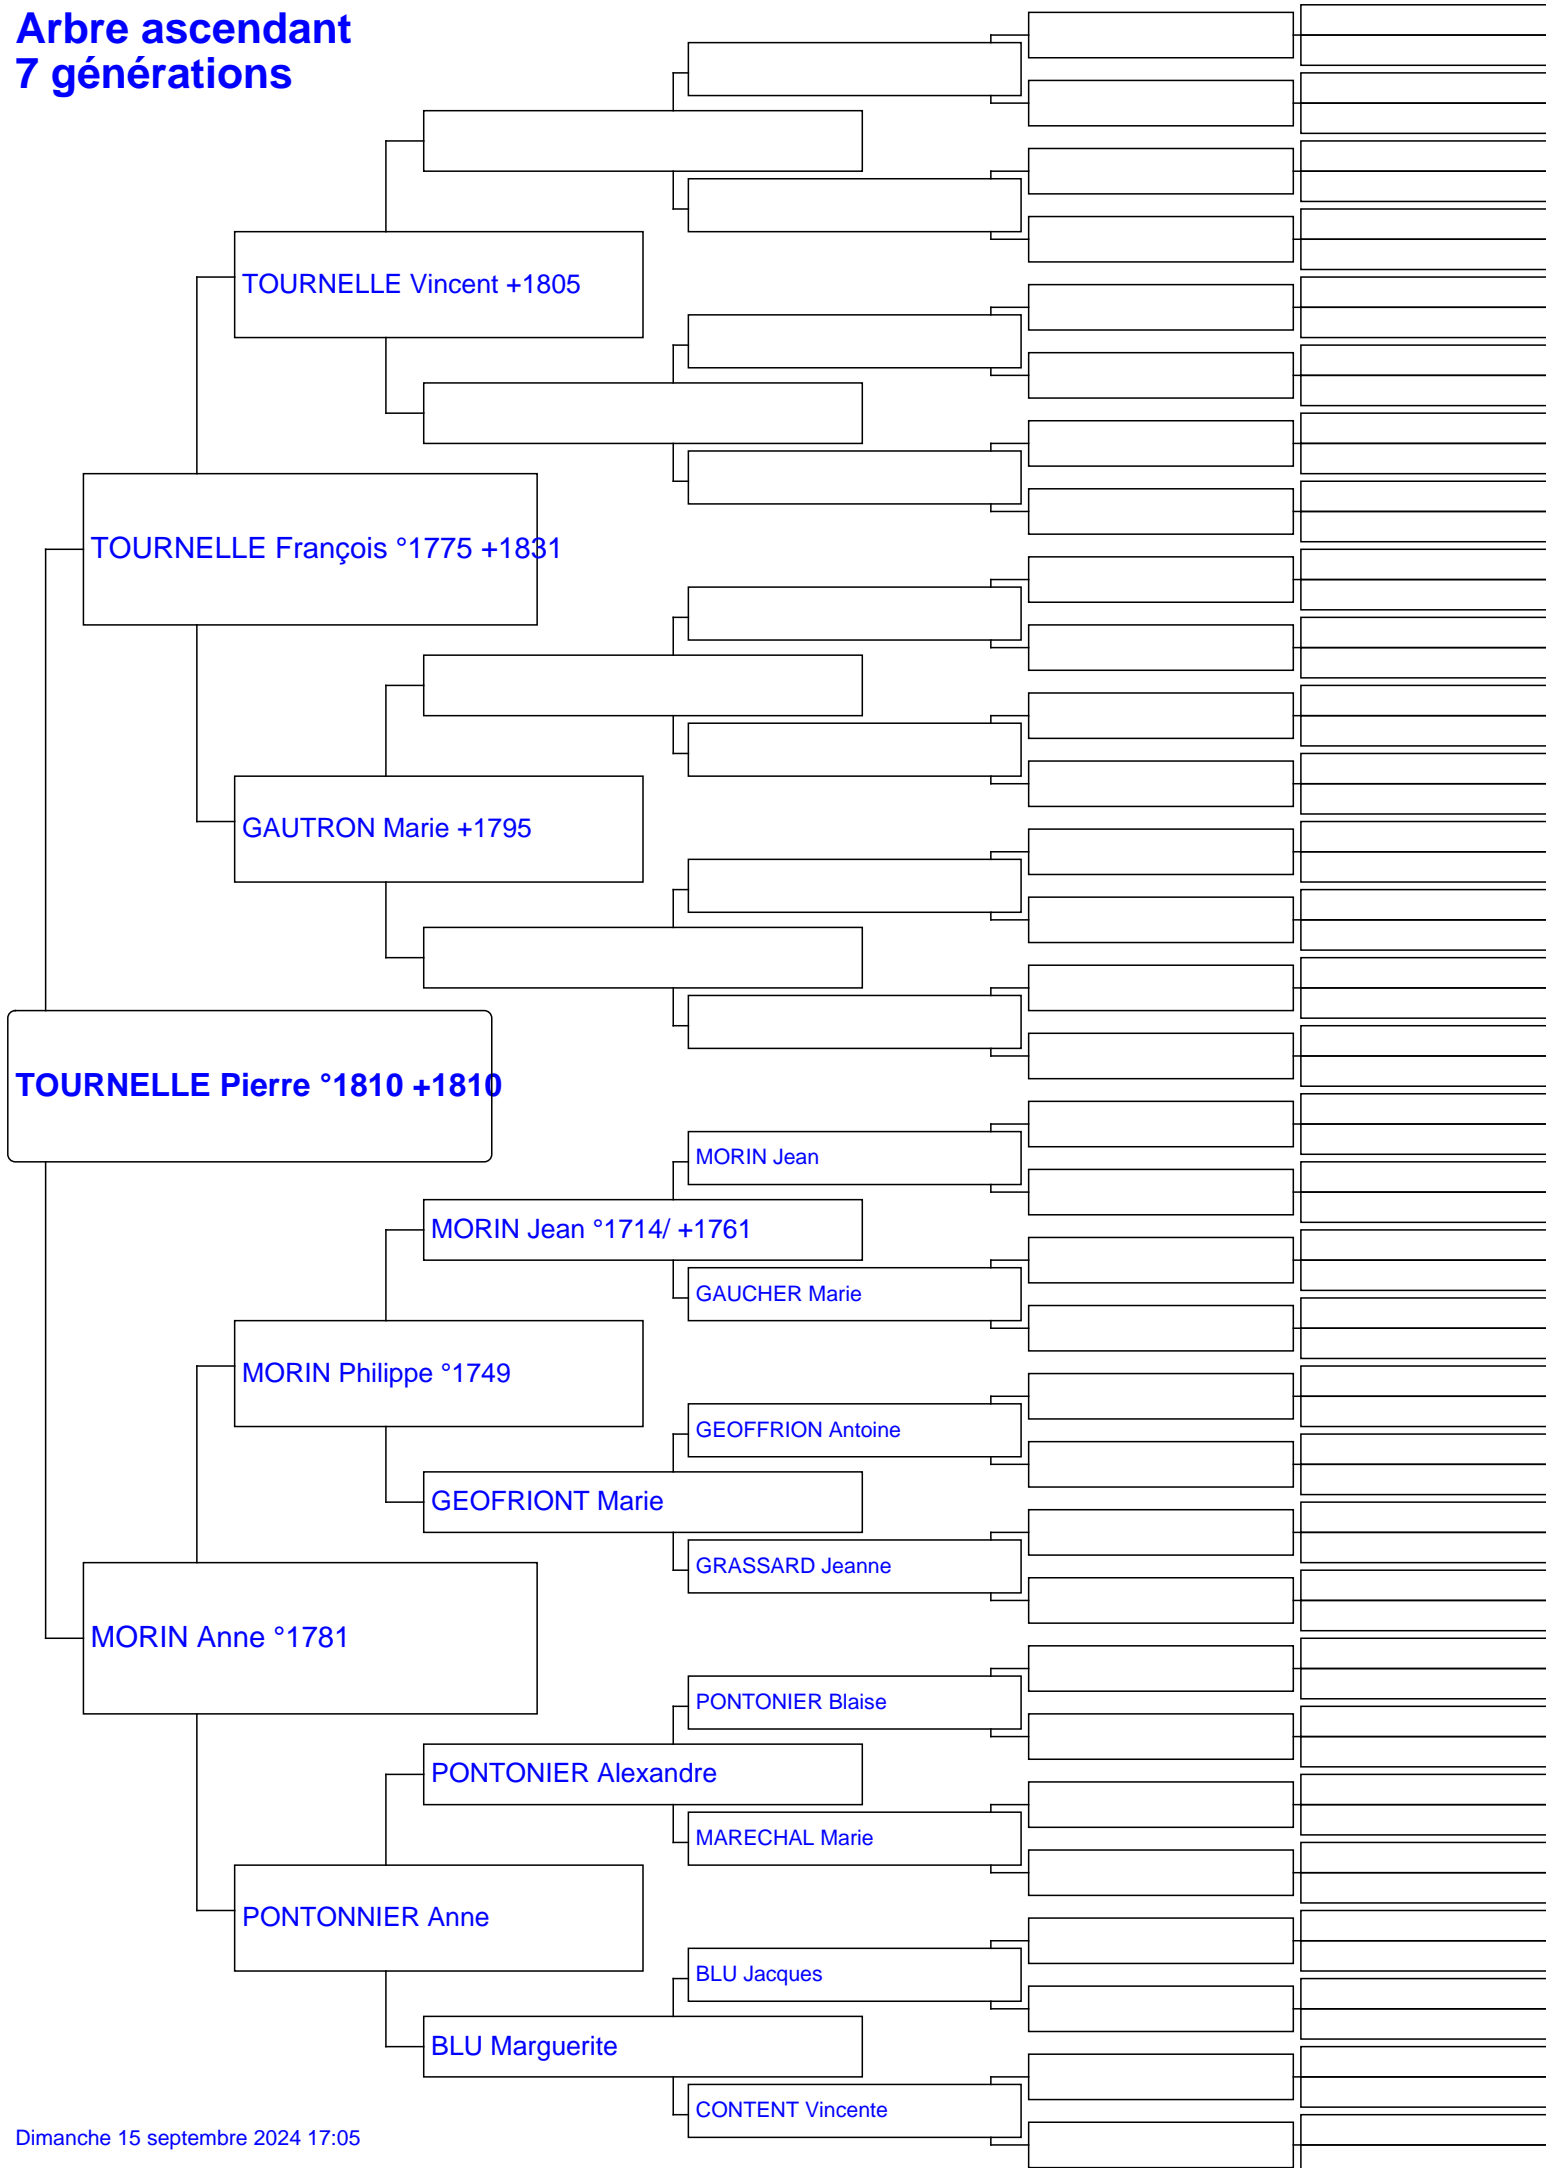 Arbre ascendant
7 générations
TOURNELLE Vincent +1805
TOURNELLE François °1775 +1831
GAUTRON Marie +1795
TOURNELLE Pierre °1810 +1810
MORIN Jean
MORIN Jean °1714/ +1761
GAUCHER Marie
MORIN Philippe °1749
GEOFFRION Antoine
GEOFRIONT Marie
GRASSARD Jeanne
MORIN Anne °1781
PONTONIER Blaise
PONTONIER Alexandre
MARECHAL Marie
PONTONNIER Anne
BLU Jacques
BLU Marguerite
CONTENT Vincente
Dimanche 15 septembre 2024 17:05